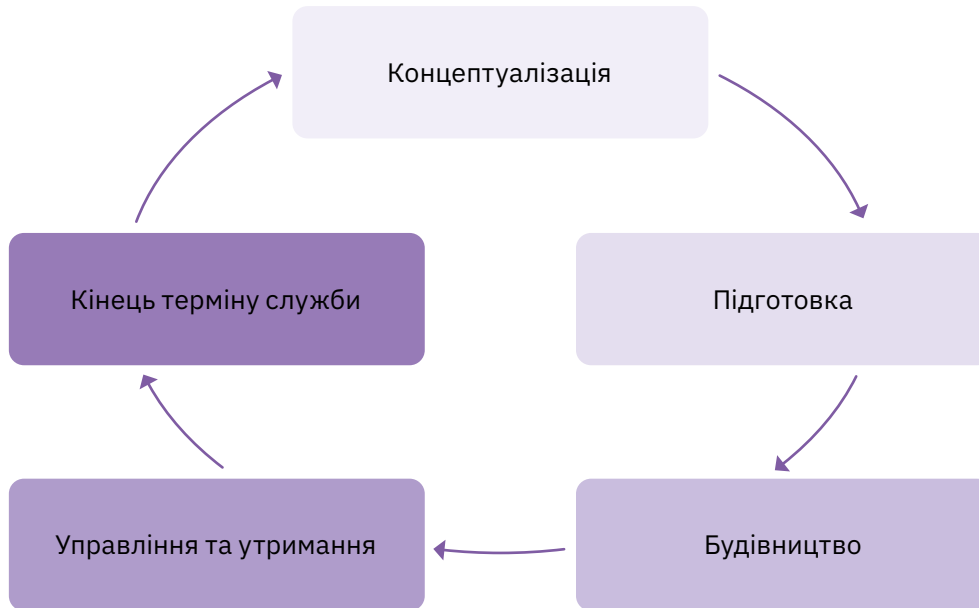 Концептуалізація
Кінець терміну служби
Підготовка
Управління та утримання
Будівництво